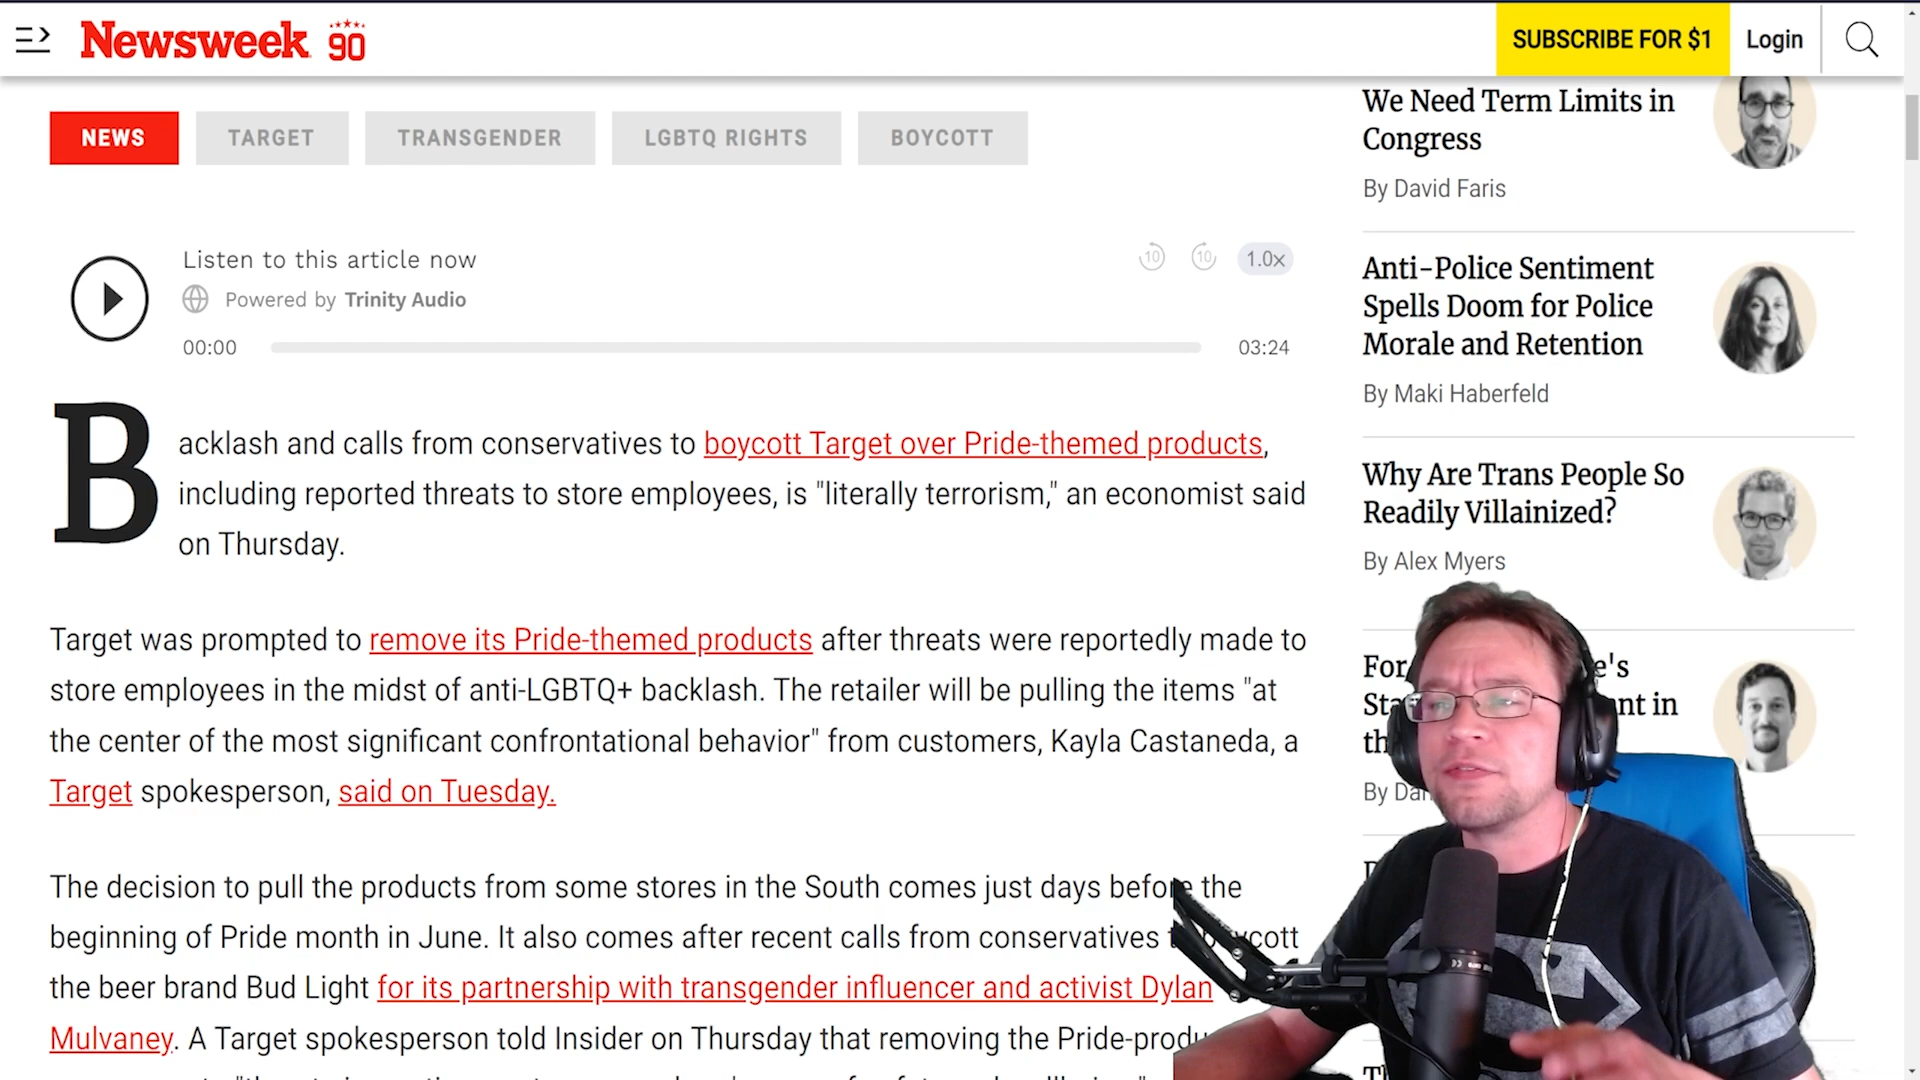 Newsweek 90
SUBSCRIBE FOR $1
Login
NEWS
TARGET
TRANSGENDER
LGBTQ RIGHTS
BOYCOTT
Listen to this article now
10
10
1.0x
Powered by Trinity Audio
00:00
03:24
Backlash and calls from conservatives to boycott Target over Pride-themed products,
including reported threats to store employees, is "literally terrorism," an economist said
on Thursday.
Target was prompted to remove its Pride-themed products after threats were reportedly made to
store employees in the midst of anti-LGBTQ+ backlash. The retailer will be pulling the items "at
the center of the most significant confrontational behavior" from customers, Kayla Castaneda, a
Target spokesperson, said on Tuesday.
The decision to pull the products from some stores in the South comes just days before the
beginning of Pride month in June. It also comes after recent calls from conservatives
the beer brand Bud Light for its partnership with transgender influencer and activist Dylan
Mulvaney. A Target spokesperson told Insider on Thursday that removing the
We Need Term Limits in
Congress
By David Faris
Anti-Police Sentiment
Spells Doom for Police
Morale and Retention
By Maki Haberfeld
Why Are Trans People So
Readily Villainized?
By Alex Myers
For
in
By